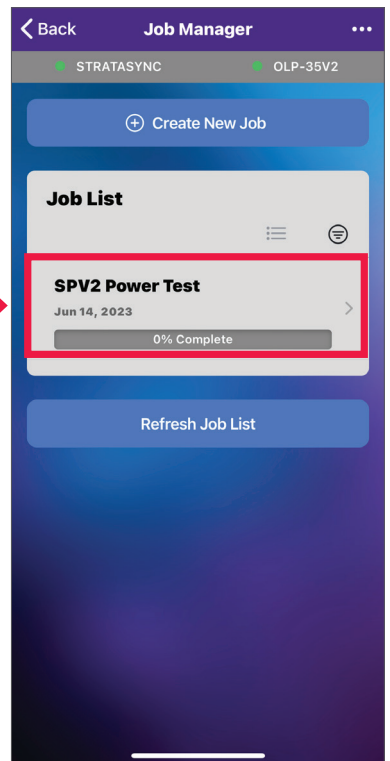 Back Job Manager
STRATASYNC OLP-35V2
Create New Job
Job List
SPV2 Power Test
Jun 14, 2023
0% Complete
Refresh Job List